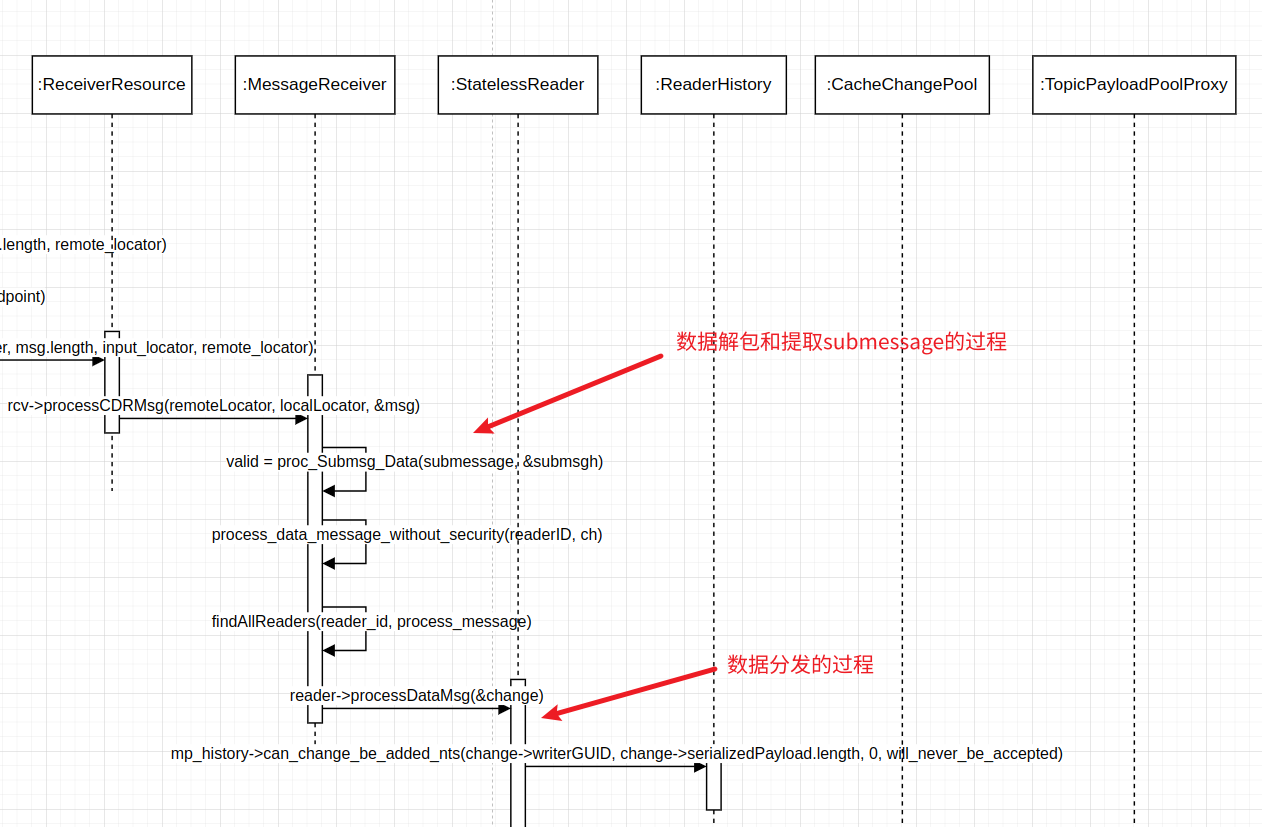 :ReceiverResource
:MessageReceiver
:StatelessReader
:ReaderHistory
:CacheChangePool
:TopicPayloadPoolProxy
.length, remote_locator)
dpoint)
数据解包和提取submessage的过程
er, msg.length, input_locator, remote_locator)
rcv->processCDRMsg(remoteLocator, localLocator, &msg)
valid = proc_Submsg_Data(submessage, &submsgh)
process_data_message_without_security(readerID, ch)
findAllReaders(reader_id, process_message)
数据分发的过程
reader->processDataMsg(&change)
mp_history->can_change_be_added_nts(change->writerGUID, change->serializedPayload.length, 0, will_never_be_accepted)